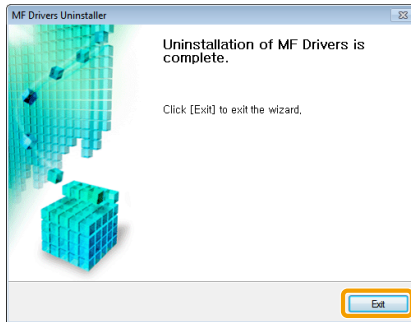 MF Drivers Uninstaller
Uninstallation of MF Drivers is
complete.
Click [Exit] to exit the wizard.
Exit